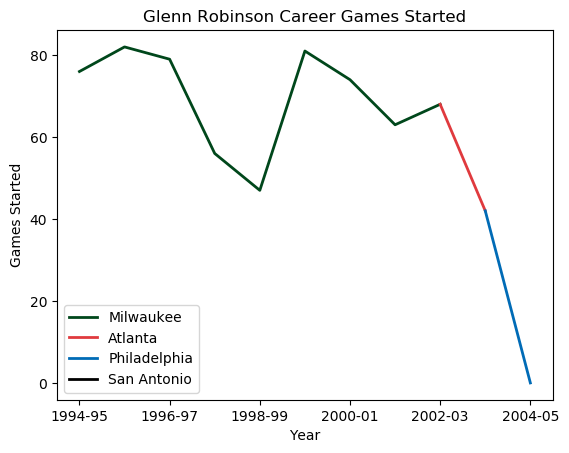 Glenn Robinson Career Games Started
Games Started
80
60
40
20
0
Milwaukee
Atlanta
Philadelphia
San Antonio
1994-95 1996-97 1998-99 2000-01 2002-03 2004-05
Year